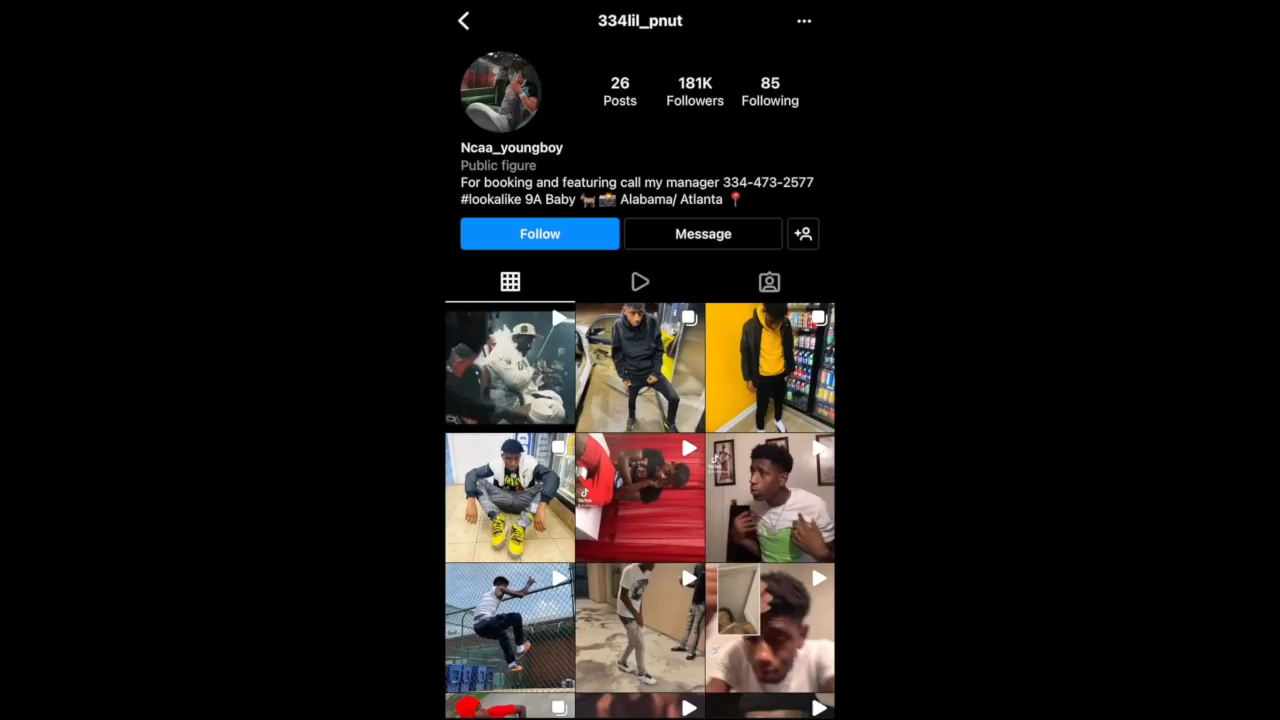 334lil_pnut
26
Posts
181K
Followers
85
Following
Ncaa_youngboy
Public figure
For booking and featuring call my manager 334-473-2577
#lookalike 9A Baby 🐐 📸 Alabama/ Atlanta 📍
Follow
Message